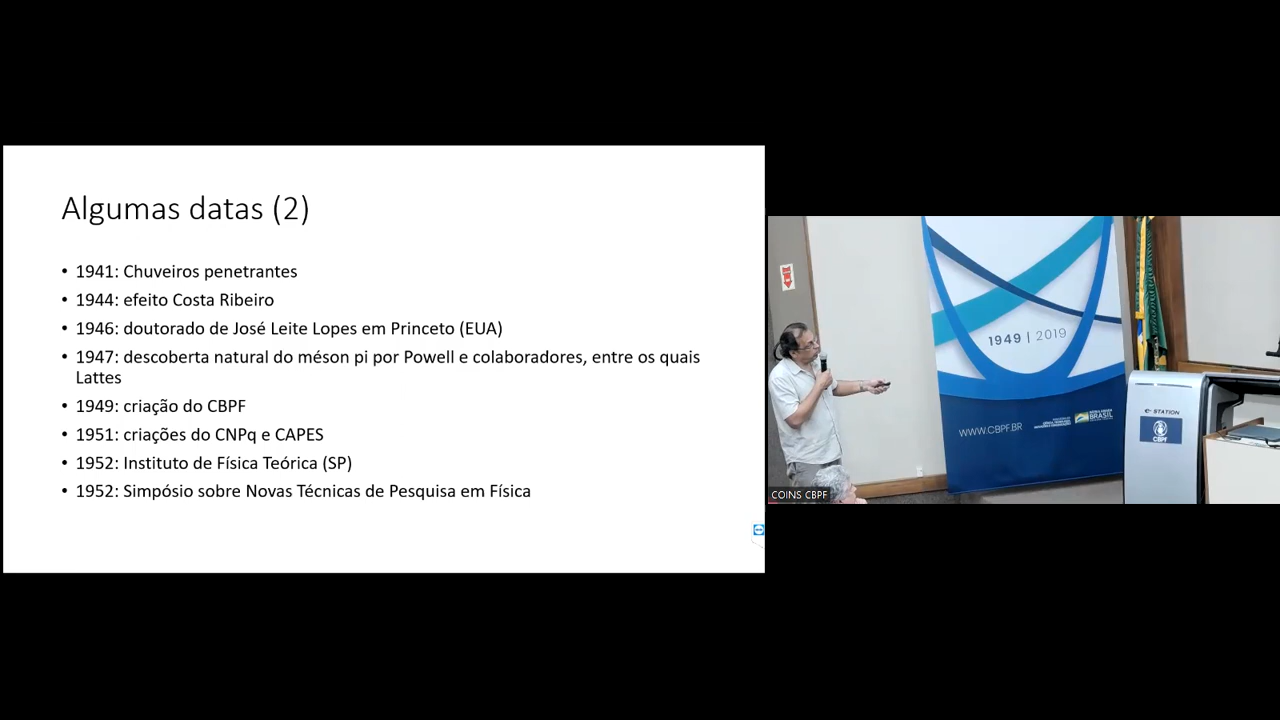 Algumas datas (2)
• 1941: Chuveiros penetrantes
• 1944: efeito Costa Ribeiro
• 1946: doutorado de José Leite Lopes em Princeto (EUA)
• 1947: descoberta natural do méson pi por Powell e colaboradores, entre os quais
Lattes
• 1949: criação do CBPF
• 1951: criações do CNPq e CAPES
• 1952: Instituto de Física Teórica (SP)
• 1952: Simpósio sobre Novas Técnicas de Pesquisa em Física
1949 | 2019
WWW.CBPF.BR
BRASIL
e-STATION
CBPF
COINS CBPF